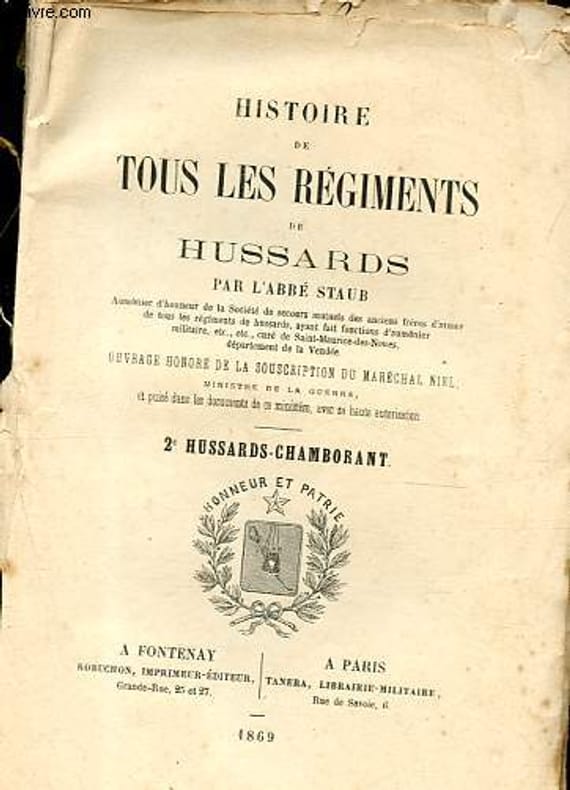 livre.com
HISTOIRE
DE
TOUS LES RÉGIMENTS
DE
HUSSARDS
PAR L'ABBÉ STAUB
Aumônier d'honneur de la Société de secours mutuels des anciens frères d'armes
de tous les régiments de hussards, ayant fait fonctions d'aumônier
militaire, etc., etc., curé de Saint-Maurice-des-Noues,
département de la Vendée
OUVRAGE HONORÉ DE LA SOUSCRIPTION DU MARÉCHAL NIEL,
MINISTRE DE LA GUERRE,
et puisé dans les documents de ce ministère, avec sa haute autorisation
2e HUSSARDS-CHAMBORANT.
HONNEUR ET PATRIE
A FONTENAY
ROBUCHON, IMPRIMEUR-ÉDITEUR,
Grande-Rue, 25 et 27.
A PARIS
TANERA, LIBRAIRIE-MILITAIRE,
Rue de Savoie, 6
1869